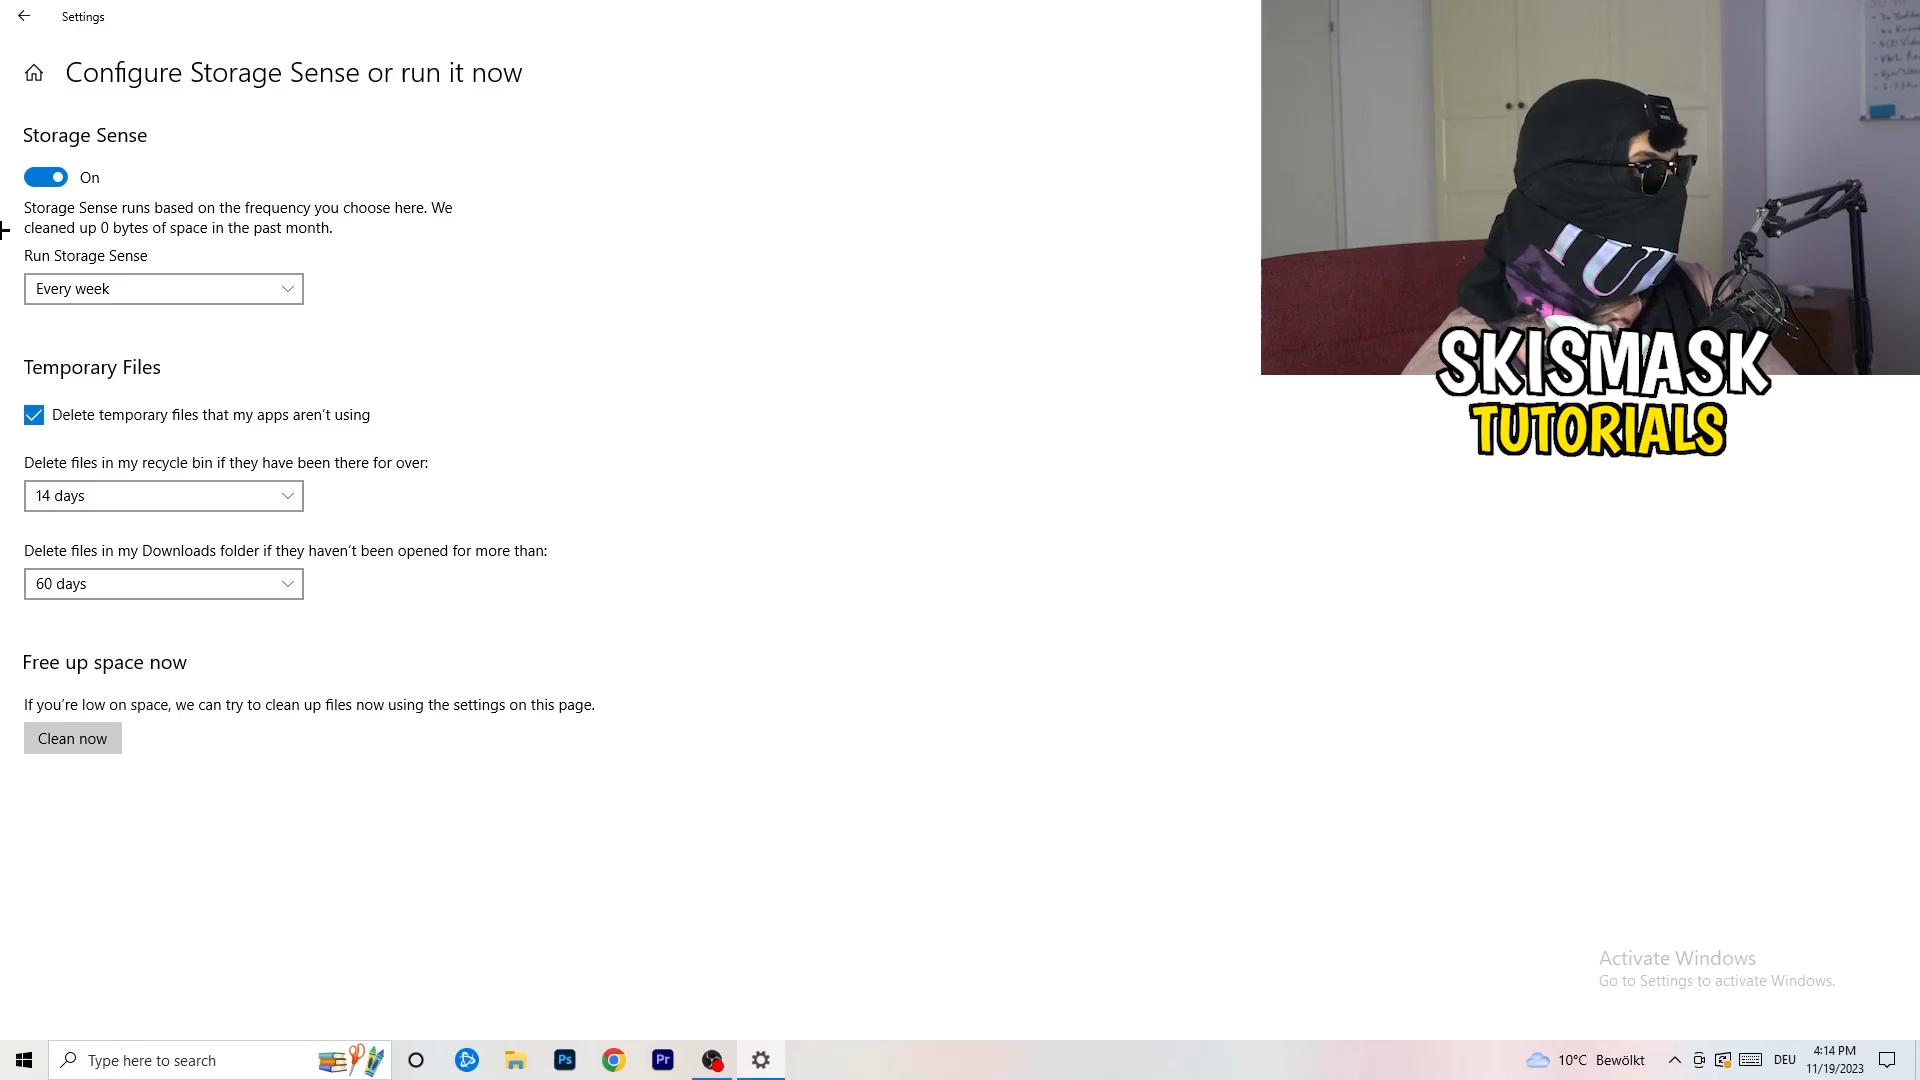 Settings
Configure Storage Sense or run it now
Storage Sense
On
Storage Sense runs based on the frequency you choose here. We
cleaned up 0 bytes of space in the past month.
Run Storage Sense
Every week
Temporary Files
Delete temporary files that my apps aren't using
Delete files in my recycle bin if they have been there for over:
14 days
Delete files in my Downloads folder if they haven't been opened for more than:
60 days
Free up space now
If you're low on space, we can try to clean up files now using the settings on this page.
Clean now
SKISMASK
TUTORIALS
Activate Windows
Go to Settings to activate Windows.
Type here to search
Ps
Pr
10°C Bewölkt
DEU
4:14 PM
11/19/2023